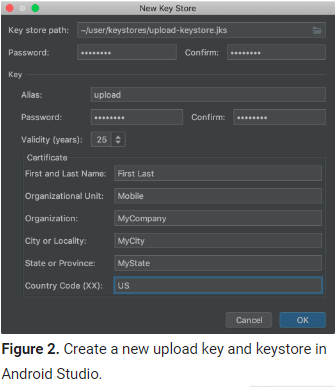 New Key Store
Key store path: ~/user/keystores/upload-keystore.jks
Password: •••••••• Confirm: ••••••••
Key
Alias: upload
Password: •••••••• Confirm: ••••••••
Validity (years): 25
Certificate
First and Last Name: First Last
Organizational Unit: Mobile
Organization: MyCompany
City or Locality: MyCity
State or Province: MyState
Country Code (XX): US
Cancel OK
Figure 2. Create a new upload key and keystore in
Android Studio.